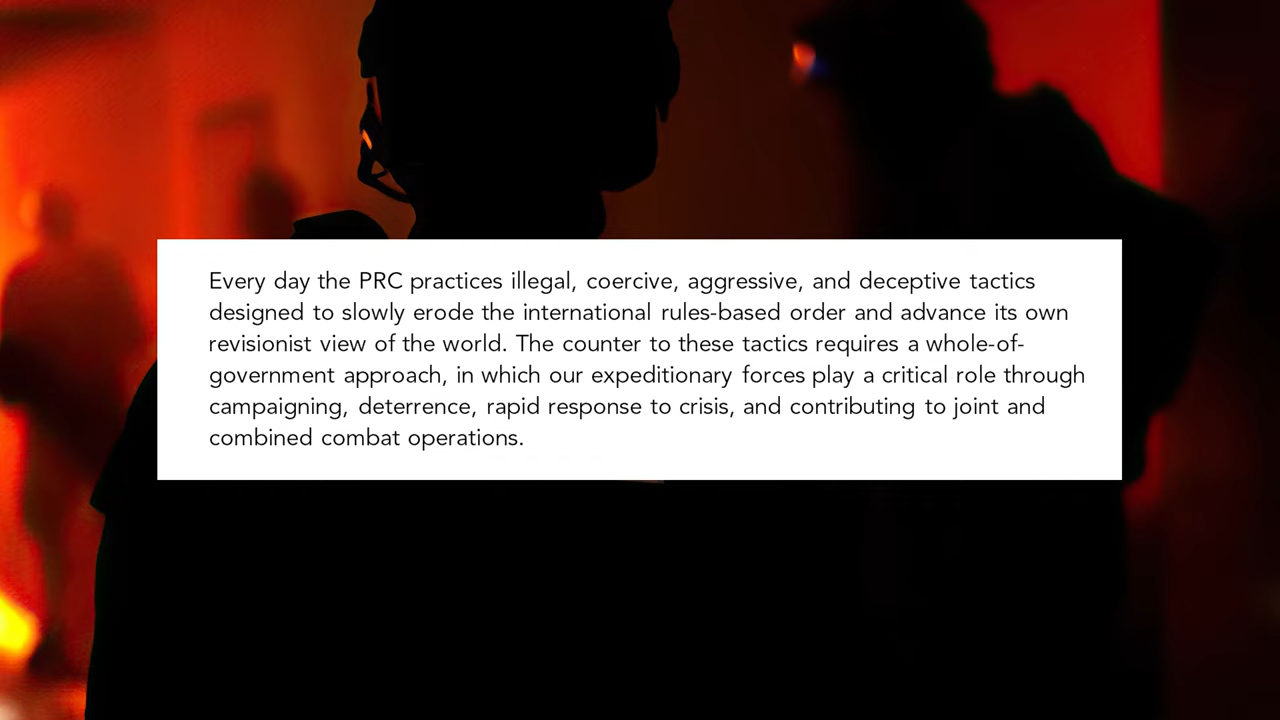 Every day the PRC practices illegal, coercive, aggressive, and deceptive tactics
designed to slowly erode the international rules-based order and advance its own
revisionist view of the world. The counter to these tactics requires a whole-of-
government approach, in which our expeditionary forces play a critical role through
campaigning, deterrence, rapid response to crisis, and contributing to joint and
combined combat operations.